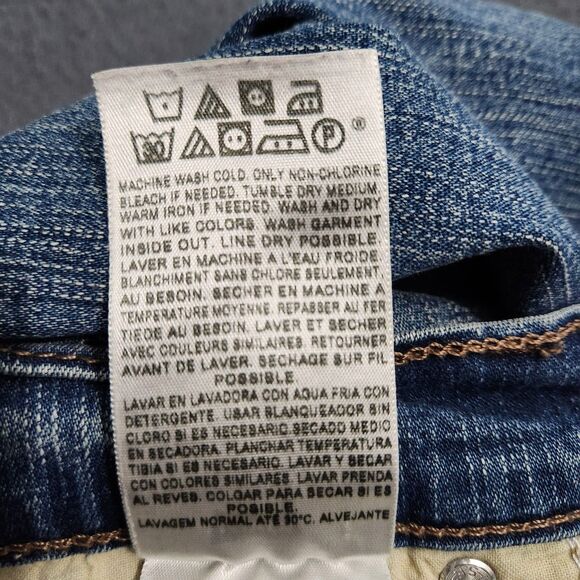 30 P ®
MACHINE WASH COLD. ONLY NON-CHLORINE
BLEACH IF NEEDED. TUMBLE DRY MEDIUM.
WARM IRON IF NEEDED. WASH AND DRY
WITH LIKE COLORS. WASH GARMENT
INSIDE OUT. LINE DRY POSSIBLE.
LAVER EN MACHINE A L'EAU FROIDE.
BLANCHIMENT SANS CHLORE SEULEMENT,
AU BESOIN. SECHER EN MACHINE A
TEMPERATURE MOYENNE. REPASSER AU FER
TIEDE AU BESOIN. LAVER ET SECHER
AVEC COULEURS SIMILAIRES. RETOURNER
AVANT DE LAVER. SECHAGE SUR FIL
POSSIBLE
LAVAR EN LAVADORA CON AGUA FRIA CON
DETERGENTE. USAR BLANQUEADOR SIN
CLORO SI ES NECESARIO. SECADO MEDIO
EN SECADORA. PLANCHAR TEMPERATURA
TIBIA SI ES NECESARIO. LAVAR Y SECAR
CON COLORES SIMILARES. LAVAR PRENDA
AL REVES. COLGAR PARA SECAR SI ES
POSIBLE.
LAVAGEM NORMAL ATÉ 30°C. ALVEJANTE